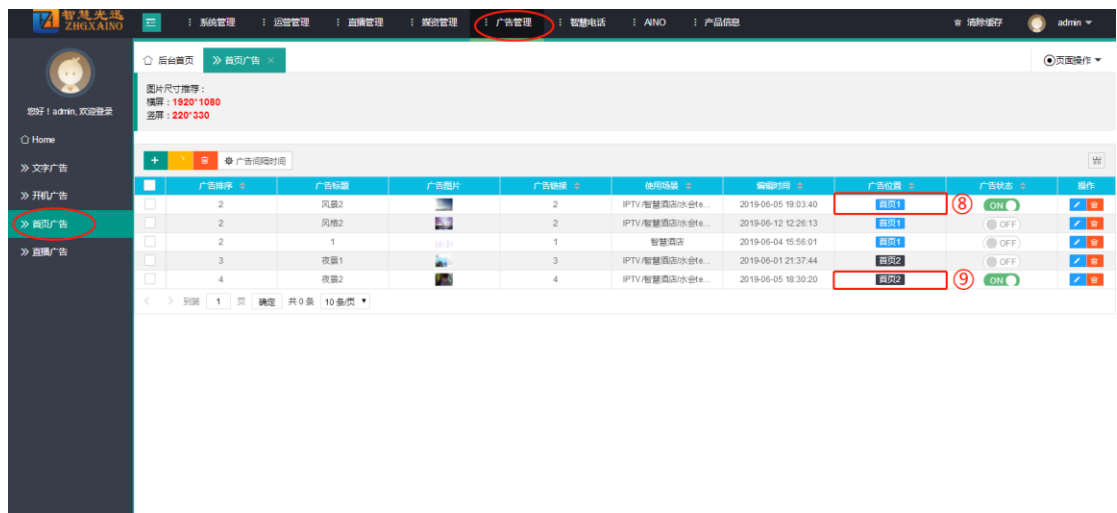 智慧光迅
ZHGXAINO
系统管理 运营管理 直播管理 媒资管理 广告管理 智慧电话 AINO 产品信息 清除缓存 admin
后台首页 首页广告 × 页面操作
图片尺寸推荐：
横屏：1920*1080
竖屏：220*330
您好！admin, 欢迎登录
Home
文字广告
开机广告
首页广告
直播广告
+ 广告间隔时间
广告排序 广告标题 广告图片 广告链接 使用场景 编辑时间 广告位置 广告状态 操作
2 风景2 2 IPTV/智慧酒店/水会te... 2019-06-05 19:03:40 首页1 ⑧ ON
2 风格2 2 IPTV/智慧酒店/水会te... 2019-06-12 12:26:13 首页1 OFF
2 1 1 智慧酒店 2019-06-04 15:56:01 首页1 OFF
3 夜景1 3 IPTV/智慧酒店/水会te... 2019-06-01 21:37:44 首页2 OFF
4 夜景2 4 IPTV/智慧酒店/水会te... 2019-06-05 18:30:20 首页2 ⑨ ON
到第 1 页 确定 共 0 条 10 条/页